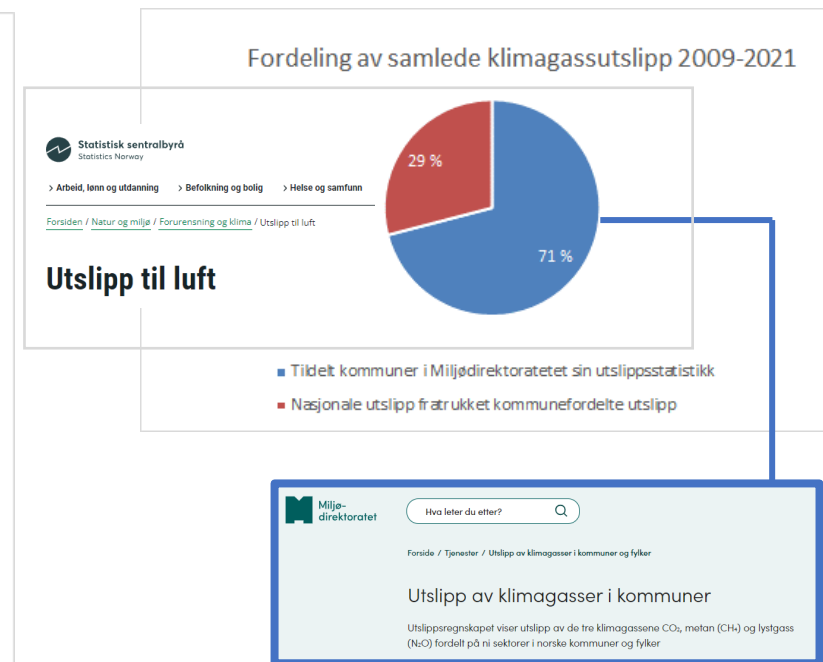 Fordeling av samlede klimagassutslipp 2009-2021
Statistisk sentralbyrå
Statistics Norway
> Arbeid, lønn og utdanning > Befolkning og bolig > Helse og samfunn
Forsiden / Natur og miljø / Forurensning og klima / Utslipp til luft
Utslipp til luft
29 %
71 %
Tildelt kommuner i Miljødirektoratetet sin utslippsstatistikk
Nasjonale utslipp fratrukket kommunefordelte utslipp
Miljø-
direktoratet
Hva leter du etter?
Forside / Tjenester / Utslipp av klimagasser i kommuner og fylker
Utslipp av klimagasser i kommuner
Utslippsregnskapet viser utslipp av de tre klimagassene CO₂, metan (CH₄) og lystgass
(N₂O) fordelt på ni sektorer i norske kommuner og fylker